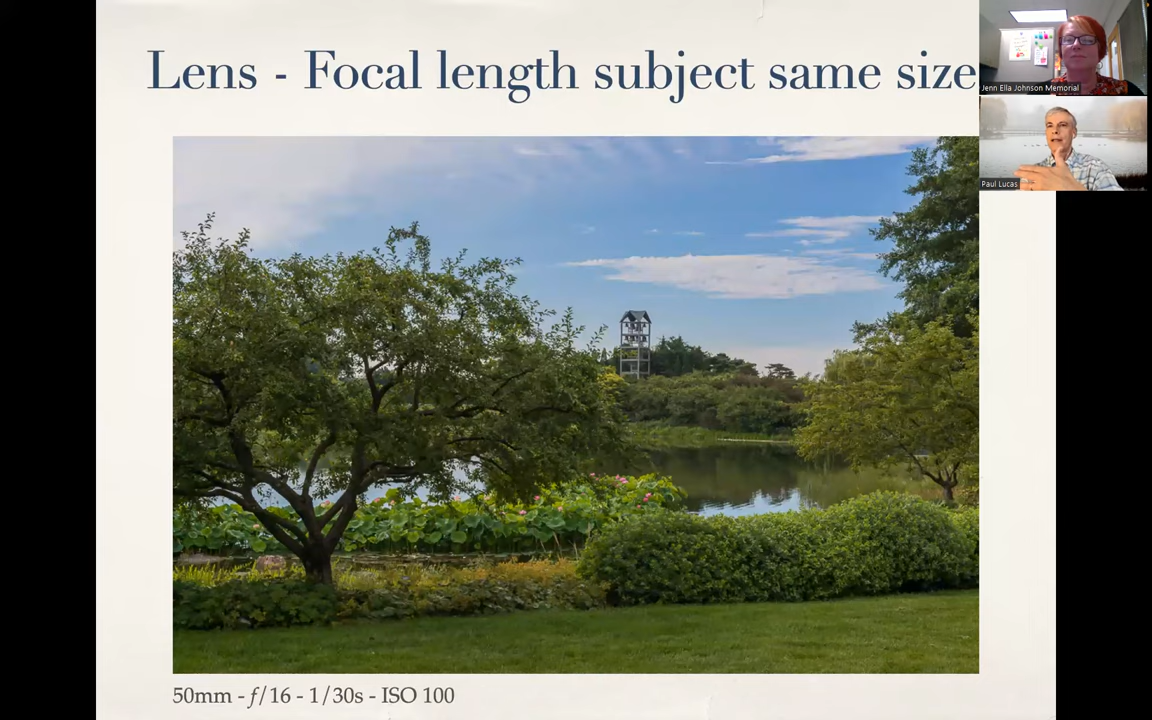 Lens - Focal length subject same size
Jenn Ella Johnson Memorial
Paul Lucas
50mm - f/16 - 1/30s - ISO 100